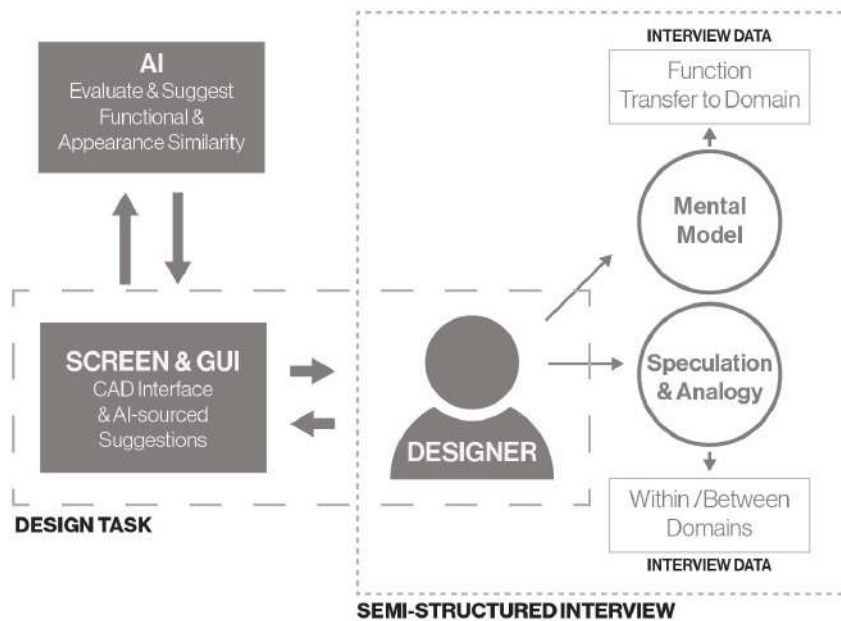 AI
Evaluate & Suggest
Functional &
Appearance Similarity
SCREEN & GUI
CAD Interface
& AI-sourced
Suggestions
DESIGN TASK
DESIGNER
INTERVIEW DATA
Function
Transfer to Domain
Mental
Model
Speculation
& Analogy
Within / Between
Domains
INTERVIEW DATA
SEMI-STRUCTURED INTERVIEW